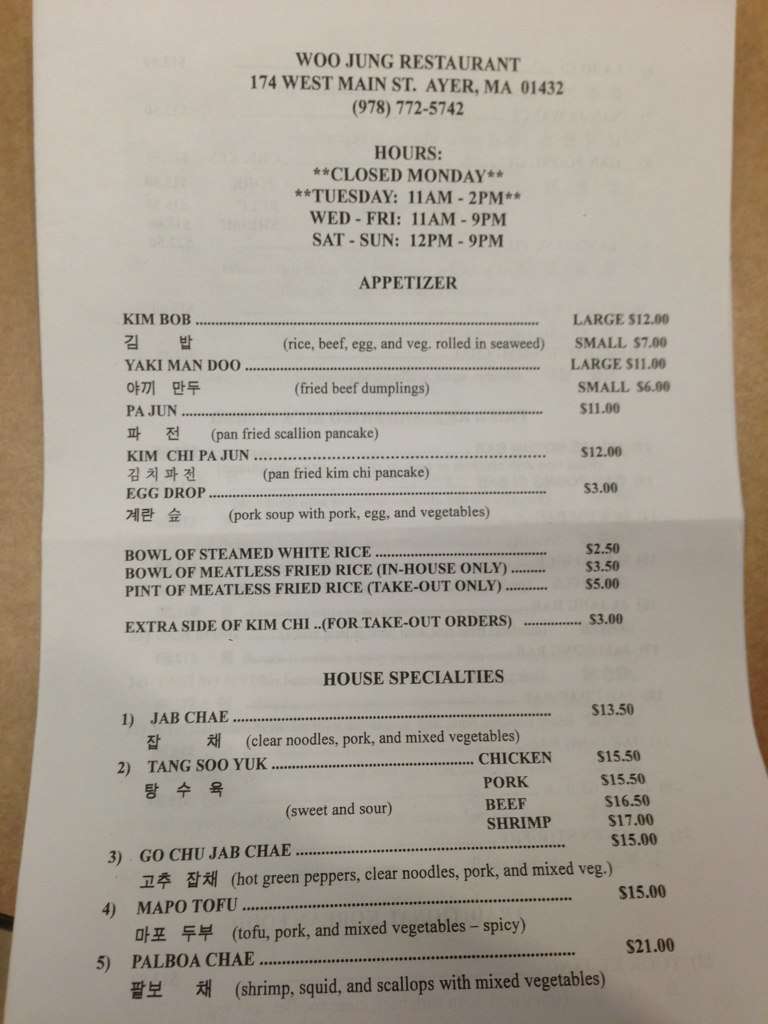 WOO JUNG RESTAURANT
174 WEST MAIN ST. AYER, MA 01432
(978) 772-5742
HOURS:
**CLOSED MONDAY**
**TUESDAY: 11AM - 2PM**
WED - FRI: 11AM - 9PM
SAT - SUN: 12PM - 9PM
APPETIZER
KIM BOB ........ LARGE $12.00
김 밥 (rice, beef, egg, and veg. rolled in seaweed) SMALL $7.00
YAKI MAN DOO ........ LARGE $11.00
야끼 만두 (fried beef dumplings) SMALL $6.00
PA JUN ........ $11.00
파 전 (pan fried scallion pancake)
KIM CHI PA JUN ........ $12.00
김치파전 (pan fried kim chi pancake)
EGG DROP ........ $3.00
계란 숲 (pork soup with pork, egg, and vegetables)
BOWL OF STEAMED WHITE RICE ........ $2.50
BOWL OF MEATLESS FRIED RICE (IN-HOUSE ONLY) ......... $3.50
PINT OF MEATLESS FRIED RICE (TAKE-OUT ONLY) ........... $5.00
EXTRA SIDE OF KIM CHI ..(FOR TAKE-OUT ORDERS) ............... $3.00
HOUSE SPECIALTIES
1) JAB CHAE ........ $13.50
잡 채 (clear noodles, pork, and mixed vegetables)
2) TANG SOO YUK ........ CHICKEN $15.50
탕 수 육 PORK $15.50
(sweet and sour) BEEF $16.50
SHRIMP $17.00
3) GO CHU JAB CHAE ........ $15.00
고추 잡채 (hot green peppers, clear noodles, pork, and mixed veg.)
4) MAPO TOFU ........ $15.00
마포 두부 (tofu, pork, and mixed vegetables – spicy)
5) PALBOA CHAE ........ $21.00
팔보 채 (shrimp, squid, and scallops with mixed vegetables)